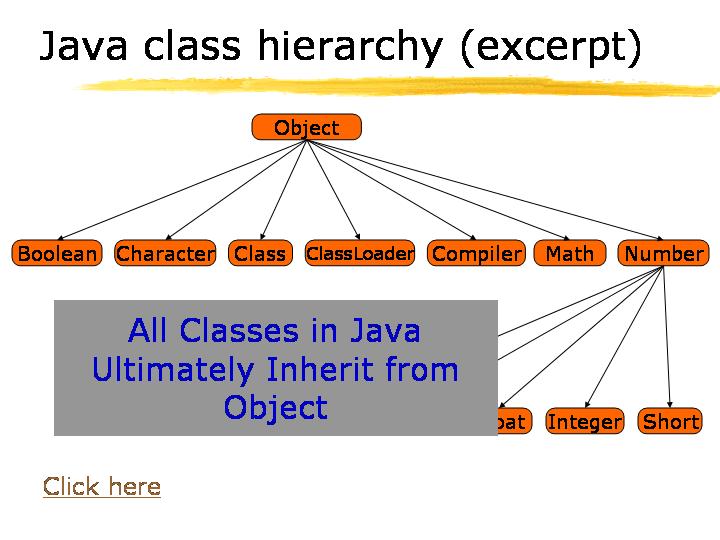 Java class hierarchy (excerpt)
Object
Boolean Character Class ClassLoader Compiler Math Number
All Classes in Java
Ultimately Inherit from
Object
Integer Short
Click here